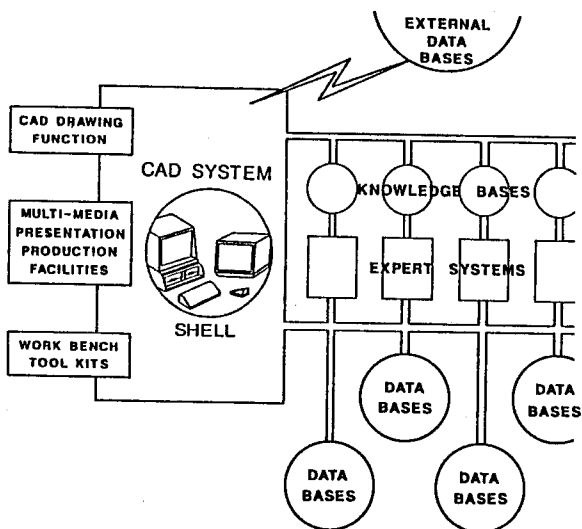 EXTERNAL
DATA
BASES
CAD DRAWING
FUNCTION
CAD SYSTEM
KNOWLEDGE BASES
MULTI-MEDIA
PRESENTATION
PRODUCTION
FACILITIES
EXPERT SYSTEMS
SHELL
WORK BENCH
TOOL KITS
DATA
BASES
DATA
BASES
DATA
BASES
DATA
BASES